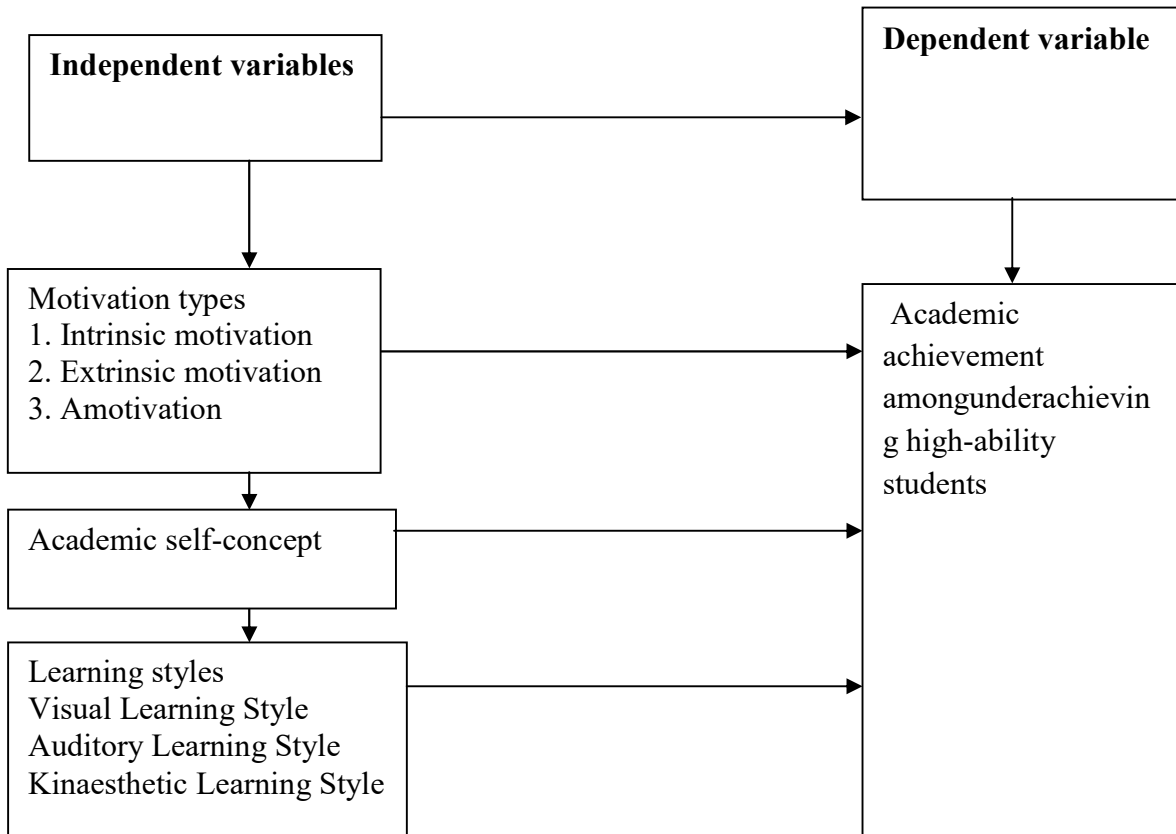 Independent variables
Dependent variable
Motivation types
1. Intrinsic motivation
2. Extrinsic motivation
3. Amotivation
Academic
achievement
amongunderachievin
g high-ability
students
Academic self-concept
Learning styles
Visual Learning Style
Auditory Learning Style
Kinaesthetic Learning Style